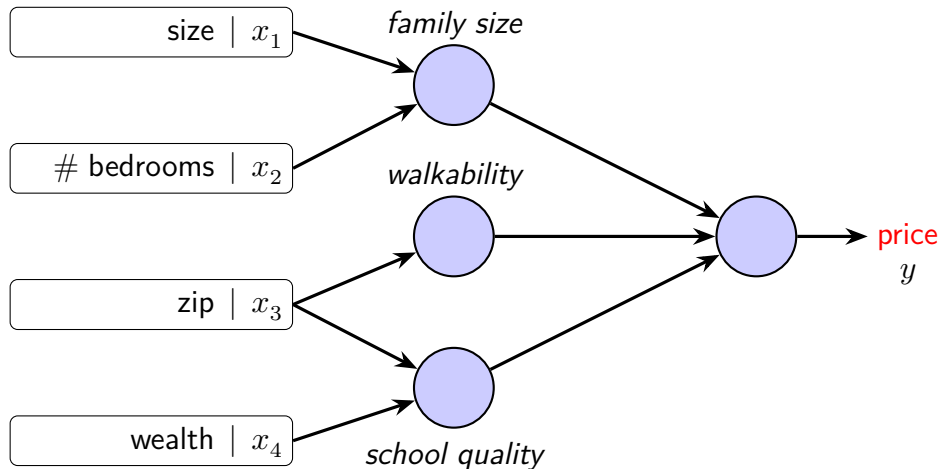 size | x₁
family size
# bedrooms | x₂
walkability
price
y
zip | x₃
wealth | x₄
school quality